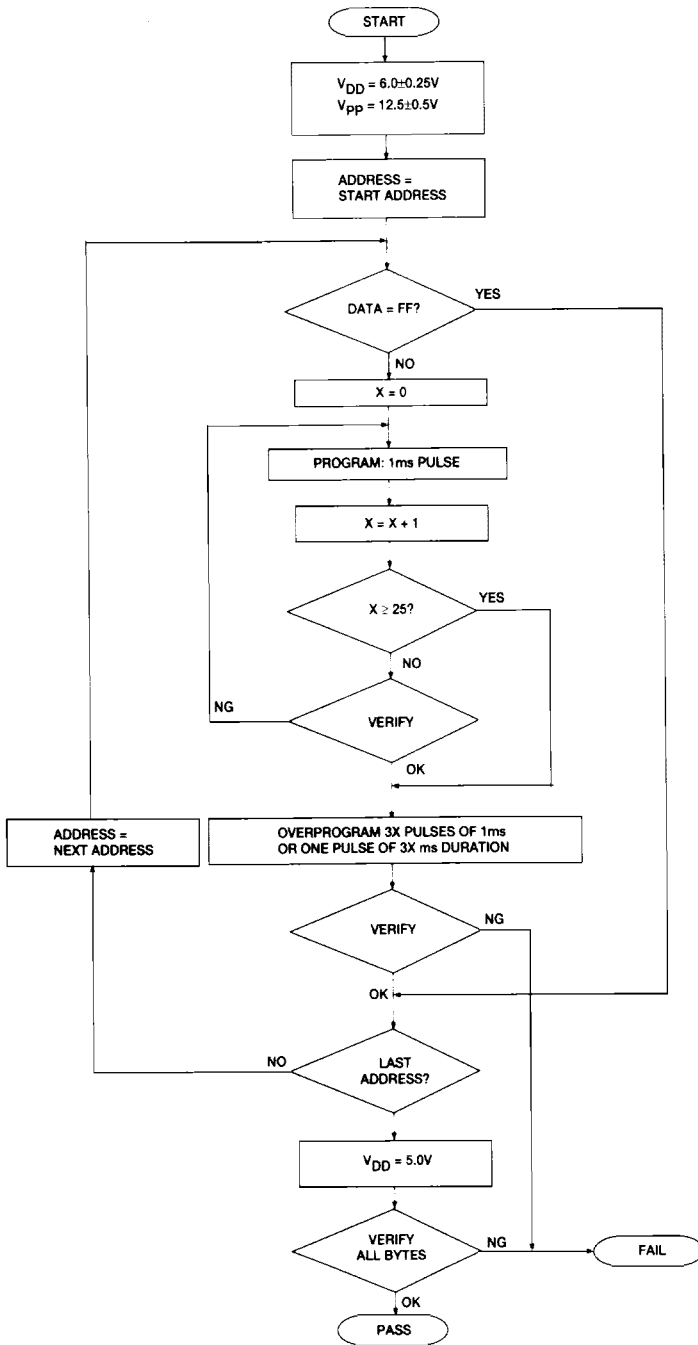 START
VDD = 6.0±0.25V
VPP = 12.5±0.5V
ADDRESS =
START ADDRESS
DATA = FF?
YES
NO
X = 0
PROGRAM: 1ms PULSE
X = X + 1
X ≥ 25?
YES
NO
NG
VERIFY
OK
ADDRESS =
NEXT ADDRESS
OVERPROGRAM 3X PULSES OF 1ms
OR ONE PULSE OF 3X ms DURATION
VERIFY
NG
OK
NO
LAST
ADDRESS?
VDD = 5.0V
VERIFY
ALL BYTES
NG
FAIL
OK
PASS